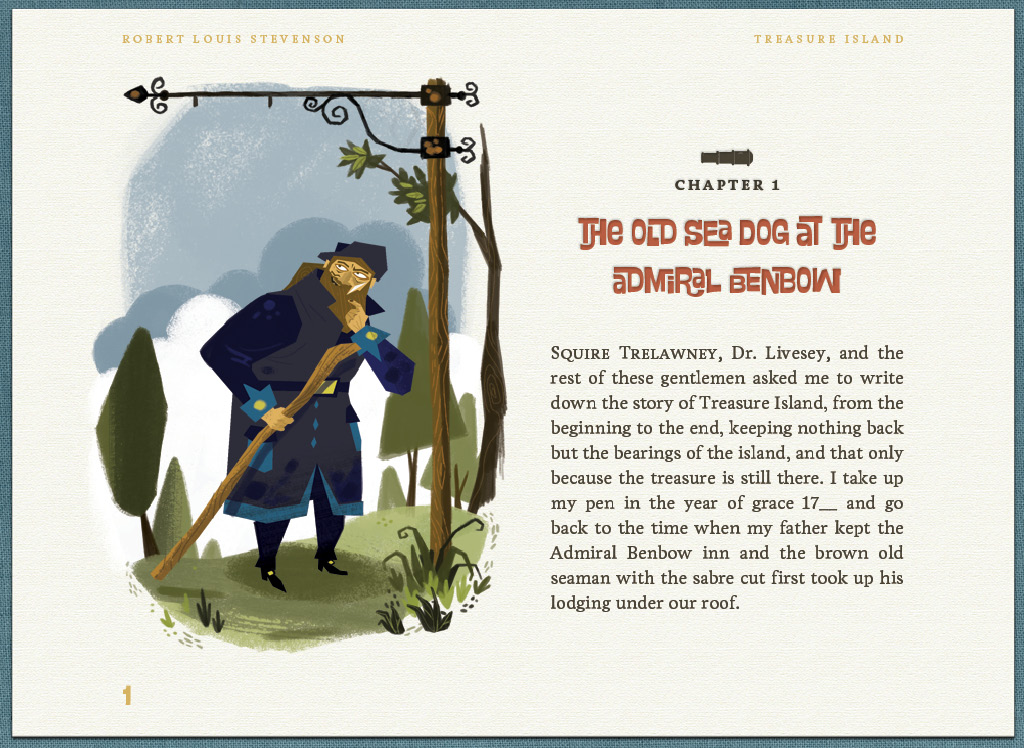 ROBERT LOUIS STEVENSON
TREASURE ISLAND
CHAPTER 1
THE OLD SEA DOG AT THE
ADMIRAL BENBOW
SQUIRE TRELAWNEY, Dr. Livesey, and the
rest of these gentlemen asked me to write
down the story of Treasure Island, from the
beginning to the end, keeping nothing back
but the bearings of the island, and that only
because the treasure is still there. I take up
my pen in the year of grace 17__ and go
back to the time when my father kept the
Admiral Benbow inn and the brown old
seaman with the sabre cut first took up his
lodging under our roof.
1